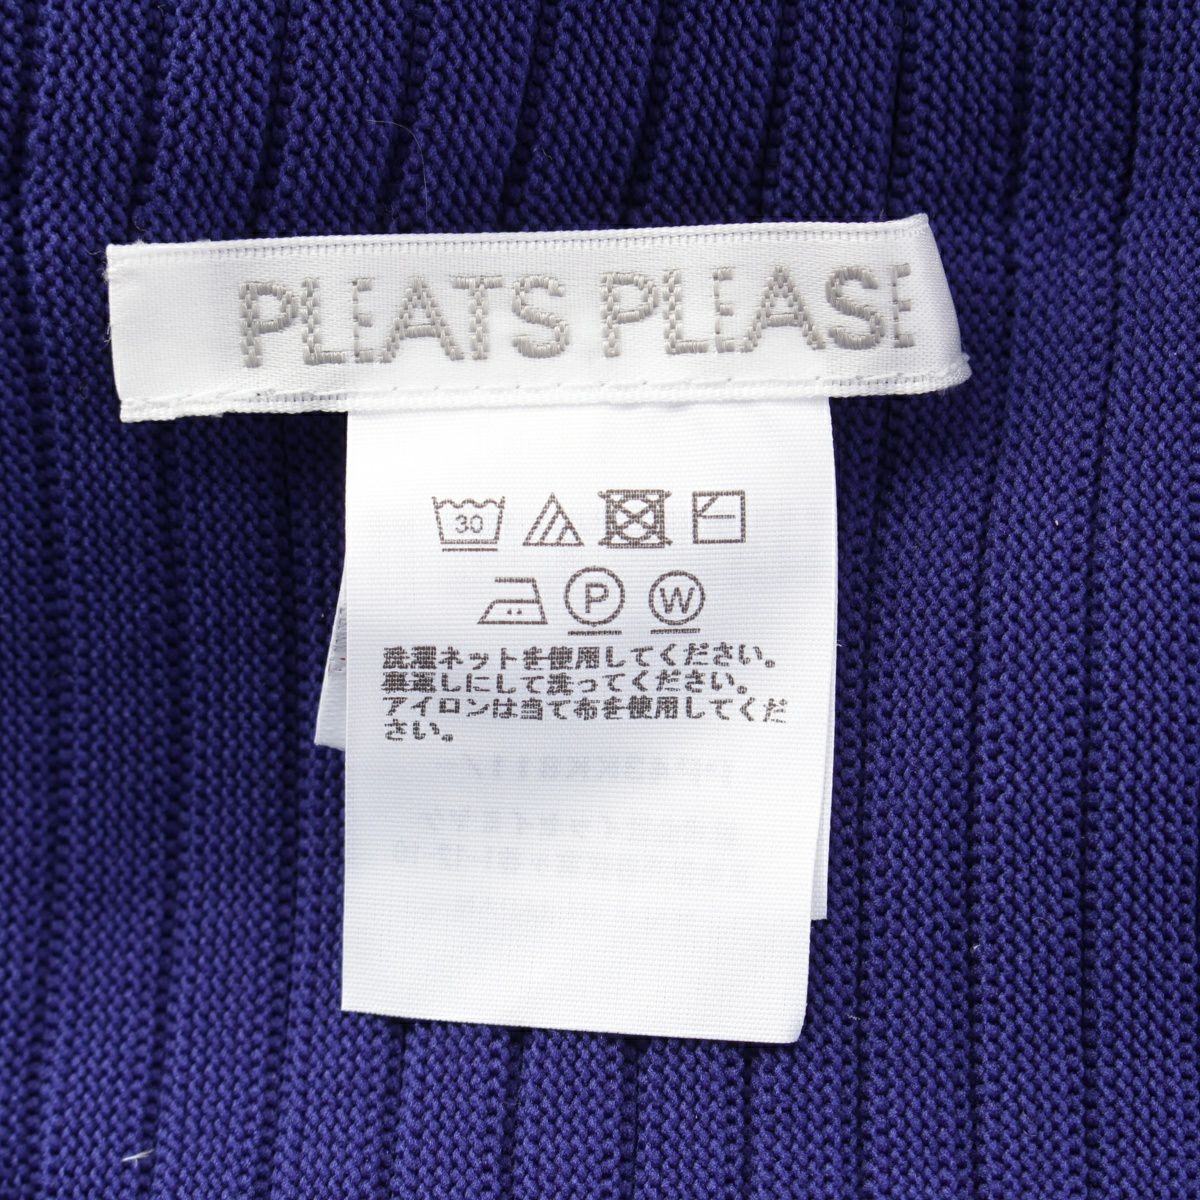 PLEATS PLEASE
30
P W
洗濯ネットを使用してください。
裏返しにして洗ってください。
アイロンは当て布を使用してくだ
さい。